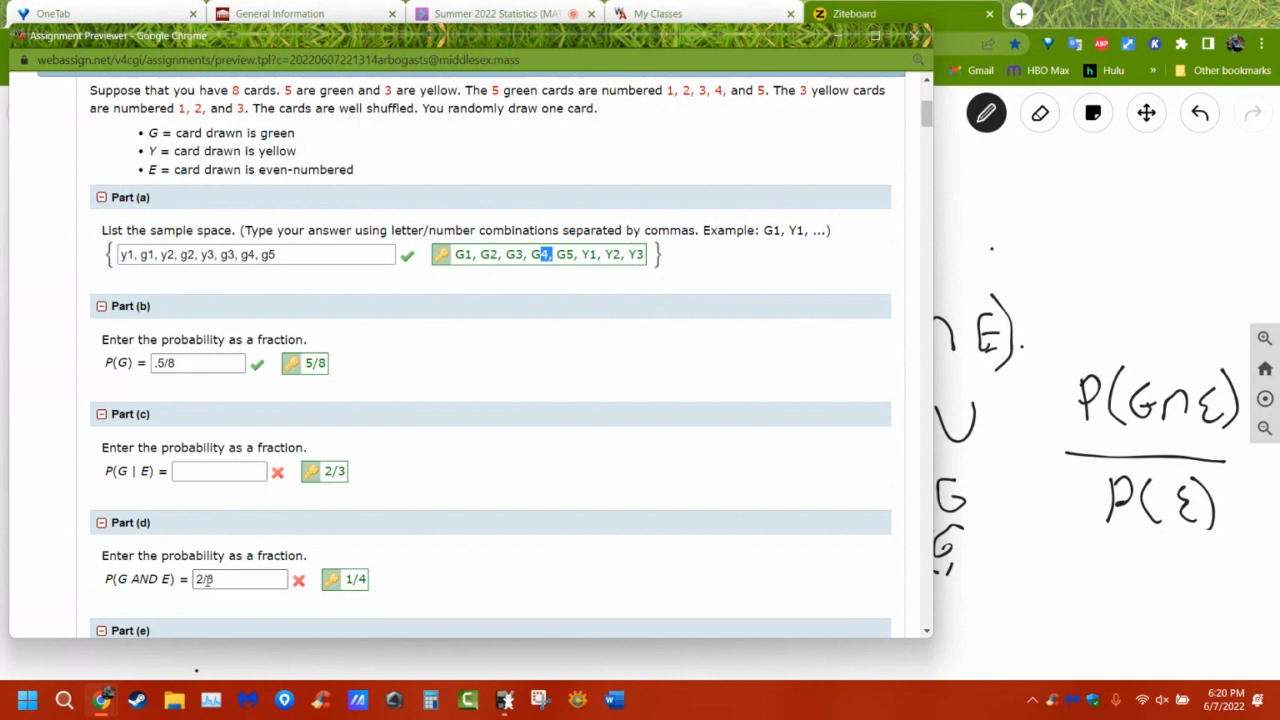 OneTab
General Information
Summer 2022 Statistics (MAT
My Classes
Ziteboard
Assignment Previewer - Google Chrome
webassign.net/v4cgi/assignments/preview.tpl?c=20220607221314arbogasts@middlesex.mass
Gmail
HBO Max
Hulu
»
Other bookmarks
Suppose that you have 8 cards. 5 are green and 3 are yellow. The 5 green cards are numbered 1, 2, 3, 4, and 5. The 3 yellow cards
are numbered 1, 2, and 3. The cards are well shuffled. You randomly draw one card.
• G = card drawn is green
• Y = card drawn is yellow
• E = card drawn is even-numbered
Part (a)
List the sample space. (Type your answer using letter/number combinations separated by commas. Example: G1, Y1, ...)
{ y1, g1, y2, g2, y3, g3, g4, g5 G1, G2, G3, G4, G5, Y1, Y2, Y3 }
Part (b)
Enter the probability as a fraction.
P(G) = .5/8 5/8
Part (c)
Enter the probability as a fraction.
P(G | E) = 2/3
Part (d)
Enter the probability as a fraction.
P(G AND E) = 2/8 1/4
Part (e)
∩ E).
U
G
P(G∩E)
P(E)
6:20 PM
6/7/2022